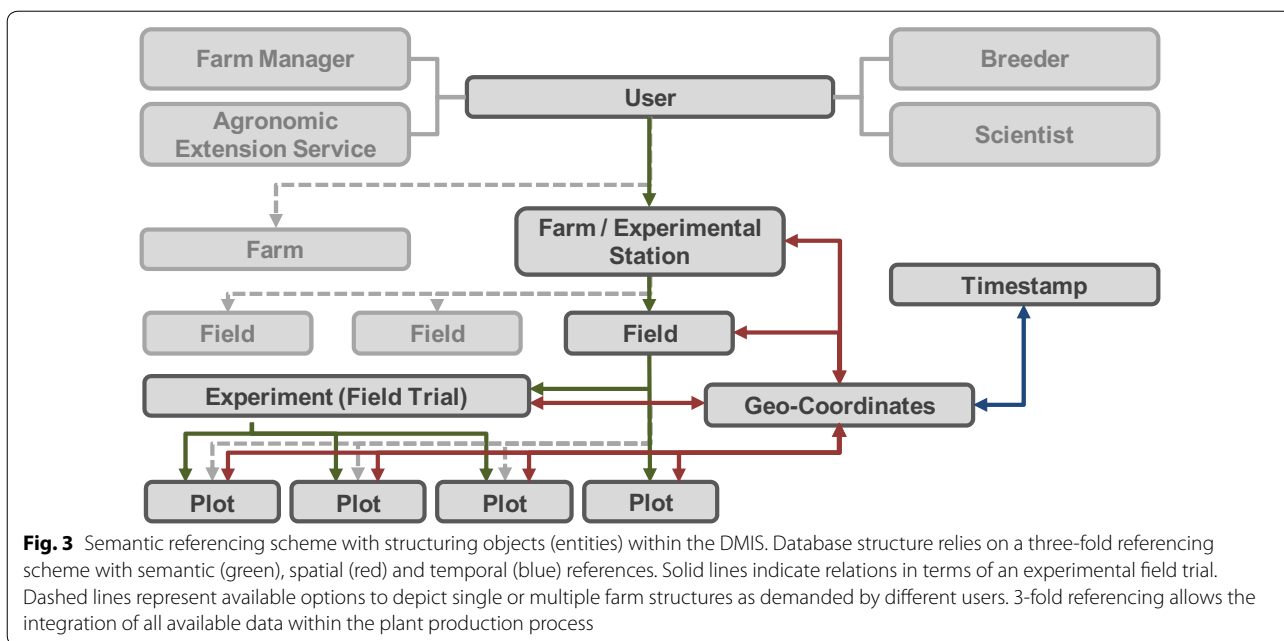 Farm Manager
Breeder
User
Agronomic
Extension Service
Scientist
Farm / Experimental
Station
Farm
Timestamp
Field
Field
Field
Experiment (Field Trial)
Geo-Coordinates
Plot
Plot
Plot
Plot
Fig. 3 Semantic referencing scheme with structuring objects (entities) within the DMIS. Database structure relies on a three-fold referencing
scheme with semantic (green), spatial (red) and temporal (blue) references. Solid lines indicate relations in terms of an experimental field trial.
Dashed lines represent available options to depict single or multiple farm structures as demanded by different users. 3-fold referencing allows the
integration of all available data within the plant production process